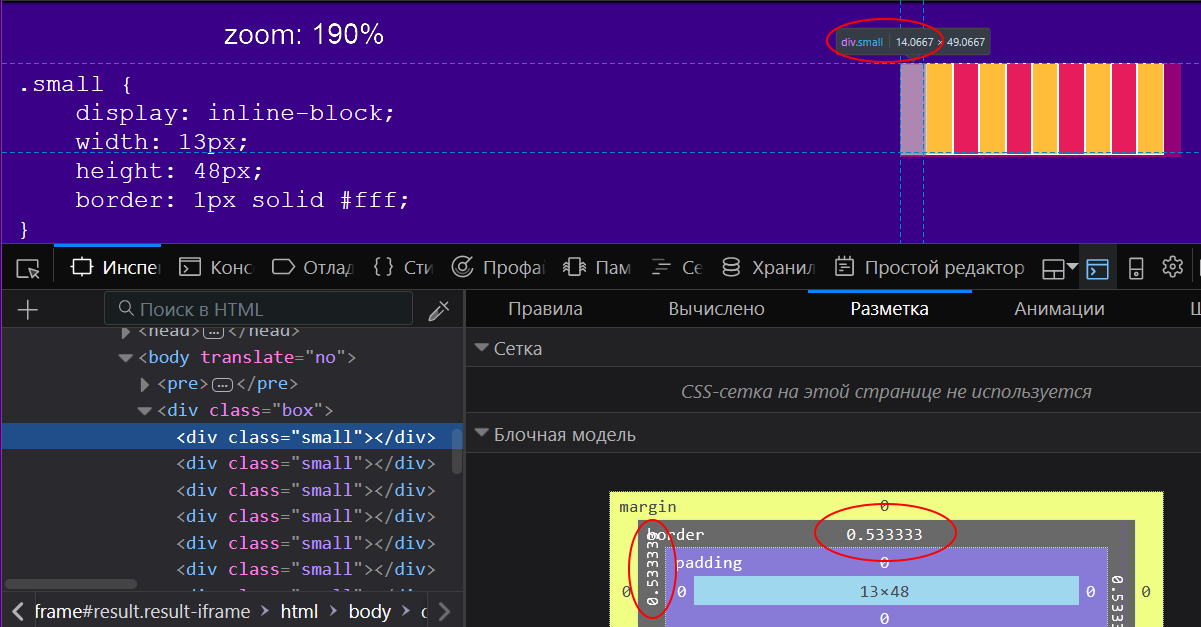 zoom: 190%
div.small 14.0667 × 49.0667
.small {
display: inline-block;
width: 13px;
height: 48px;
border: 1px solid #fff;
}
Инспе Конс Отлад Сти Профай Пам Се Хранил Простой редактор
Поиск в HTML
Правила Вычислено Разметка Анимации
<head>...</head>
<body translate="no">
<pre>...</pre>
<div class="box">
<div class="small"></div>
<div class="small"></div>
<div class="small"></div>
<div class="small"></div>
<div class="small"></div>
<div class="small"></div>
frame#result.result-iframe > html > body >
Сетка
CSS-сетка на этой странице не используется
Блочная модель
margin 0
border 0.533333
padding 0
0 0.533333 0 13×48 0 0.5333 0
0